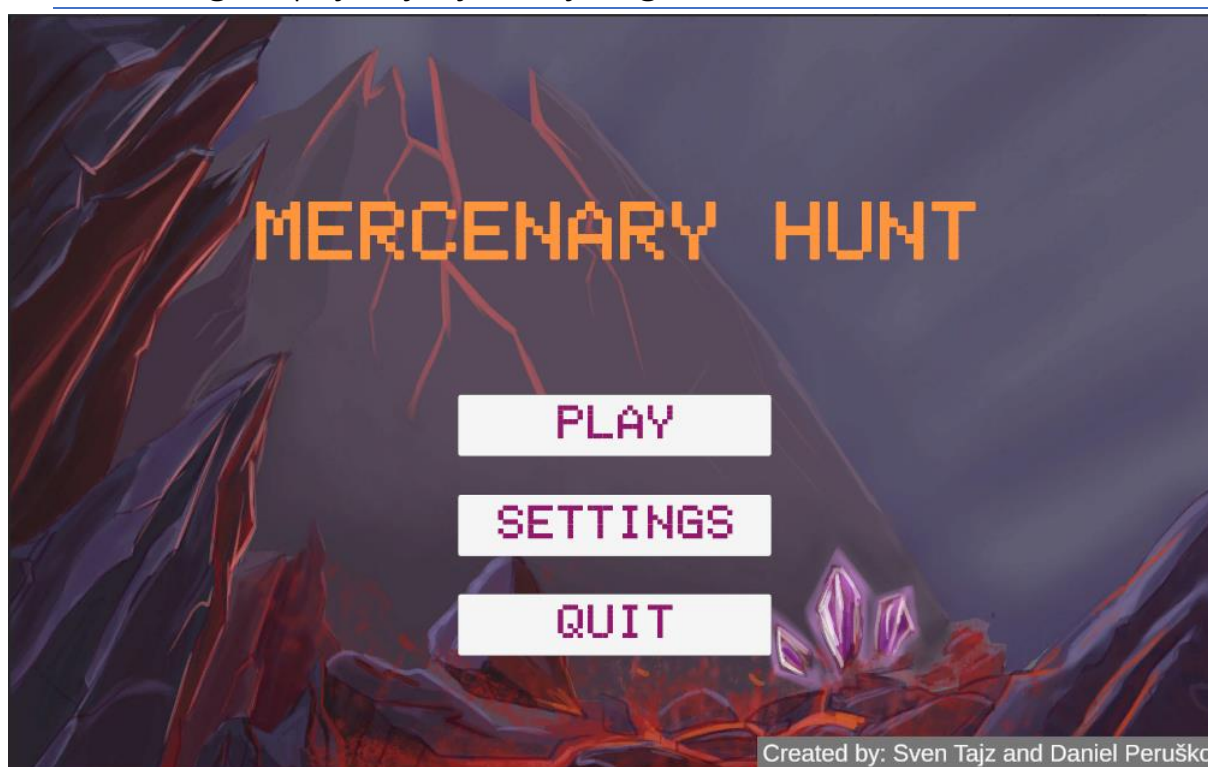 MERCENARY HUNT
PLAY
SETTINGS
QUIT
Created by: Sven Tajz and Daniel Peruško